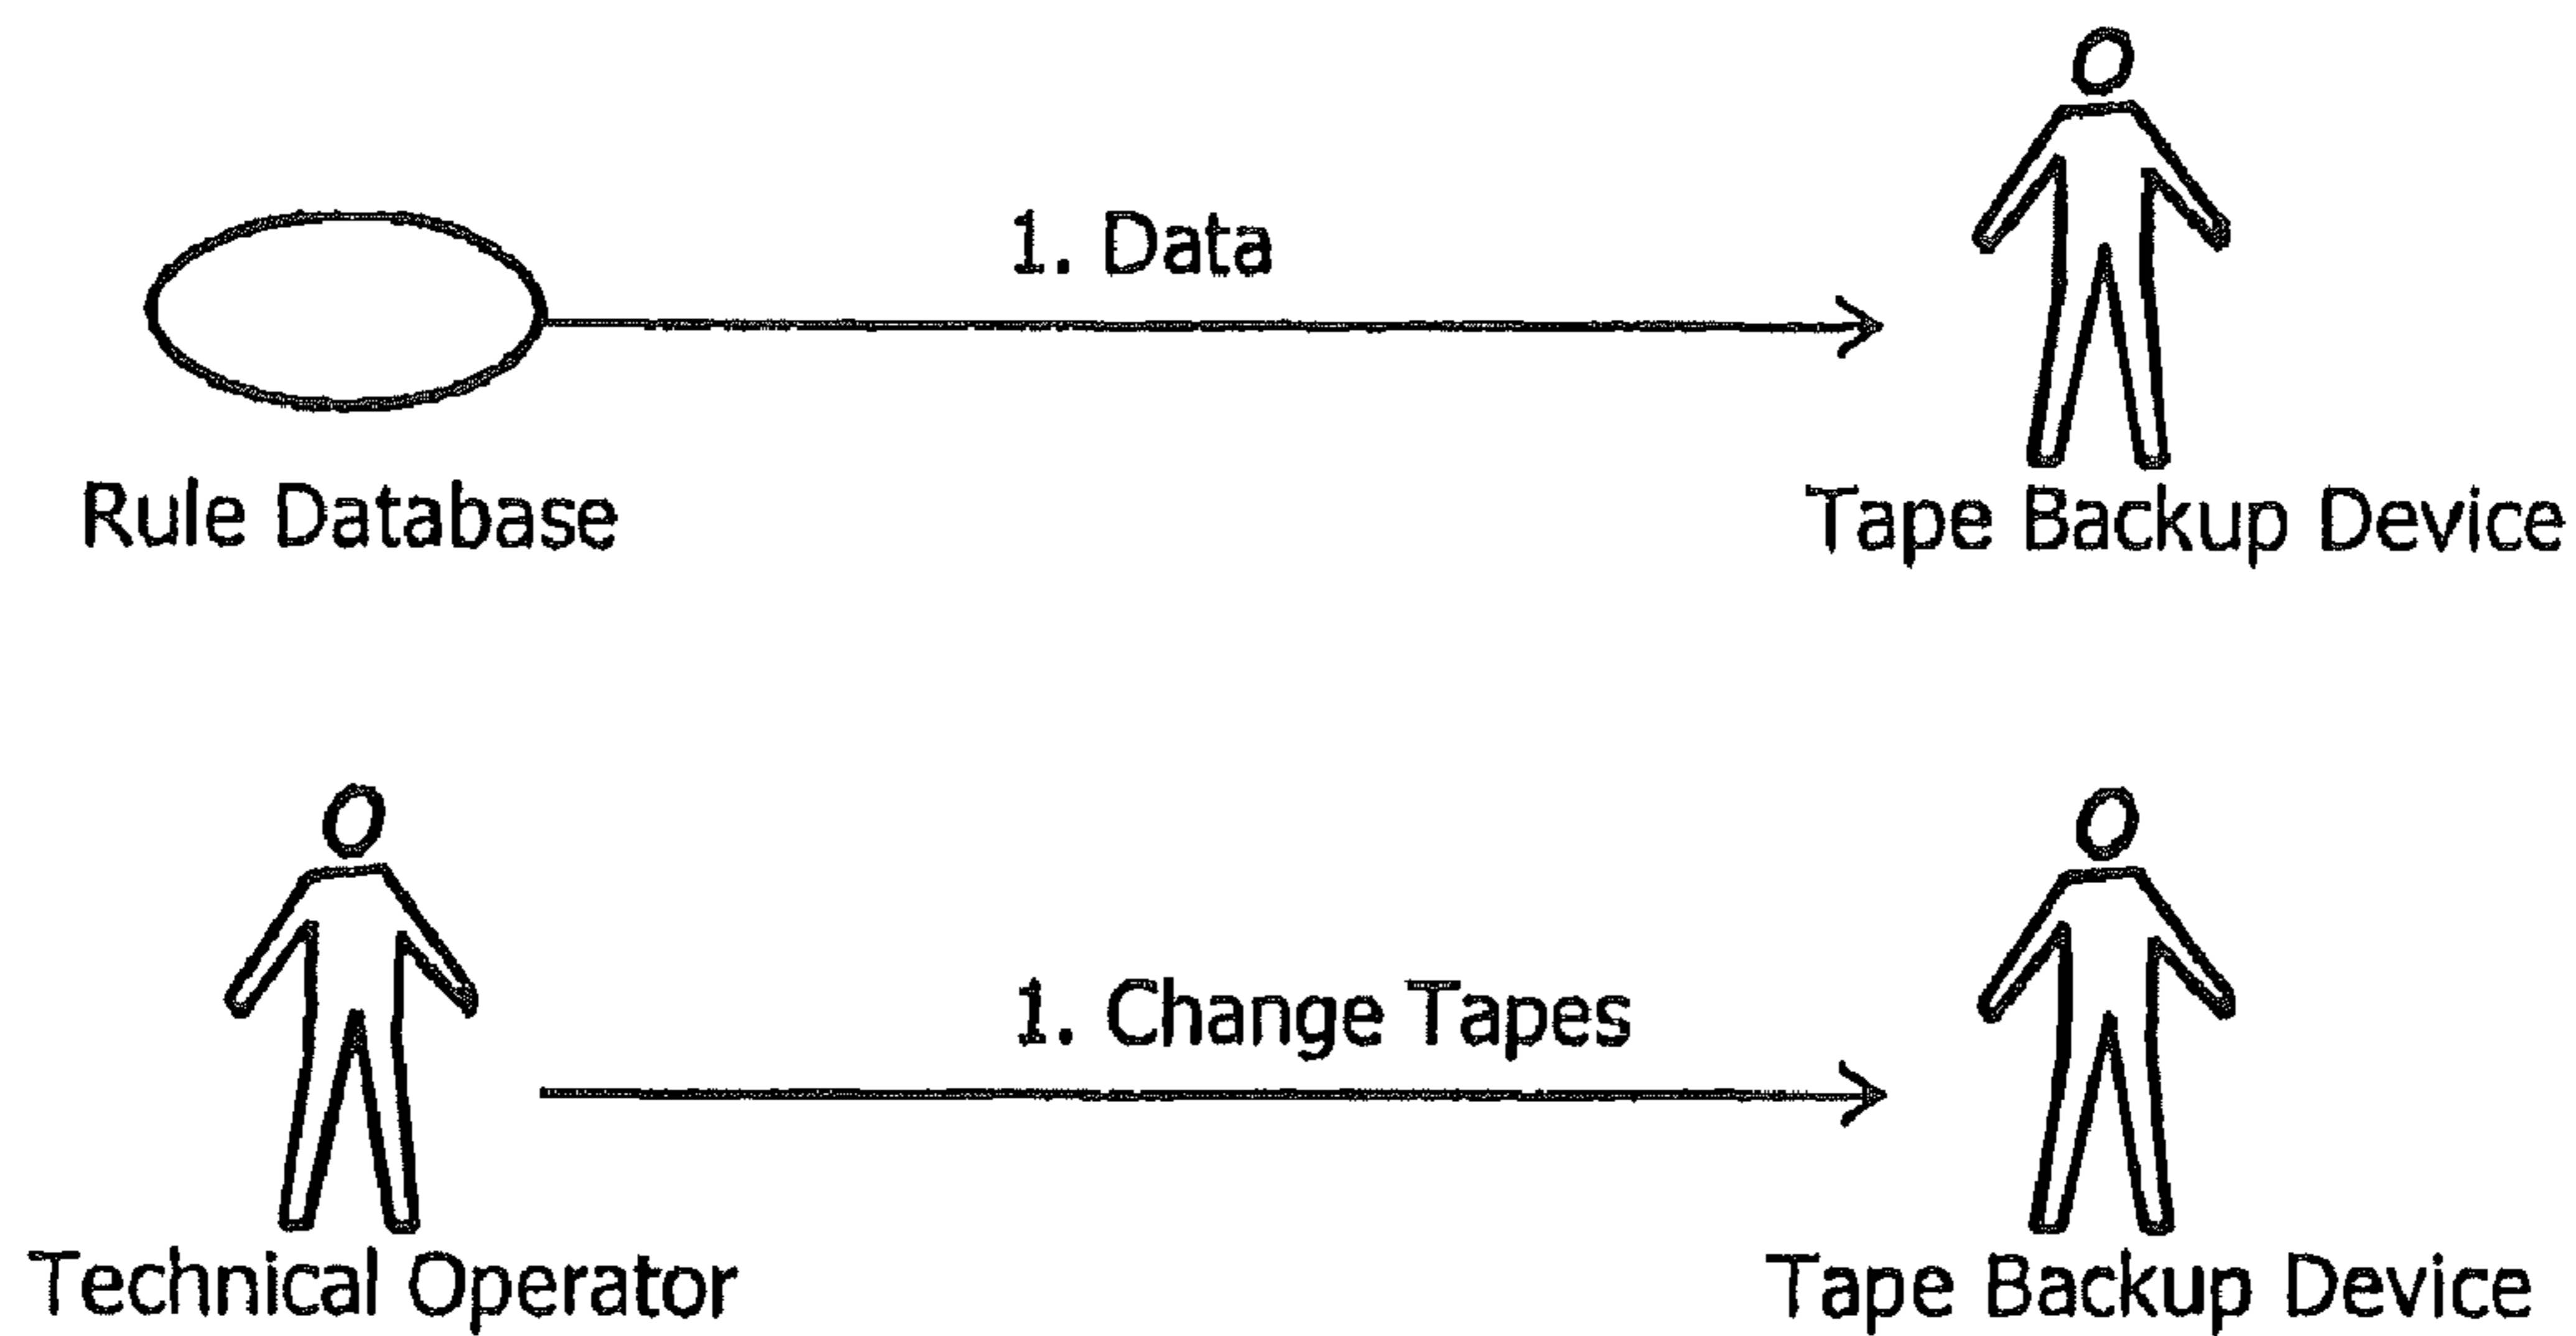 1. Data
Rule Database
Tape Backup Device
1. Change Tapes
Technical Operator
Tape Backup Device